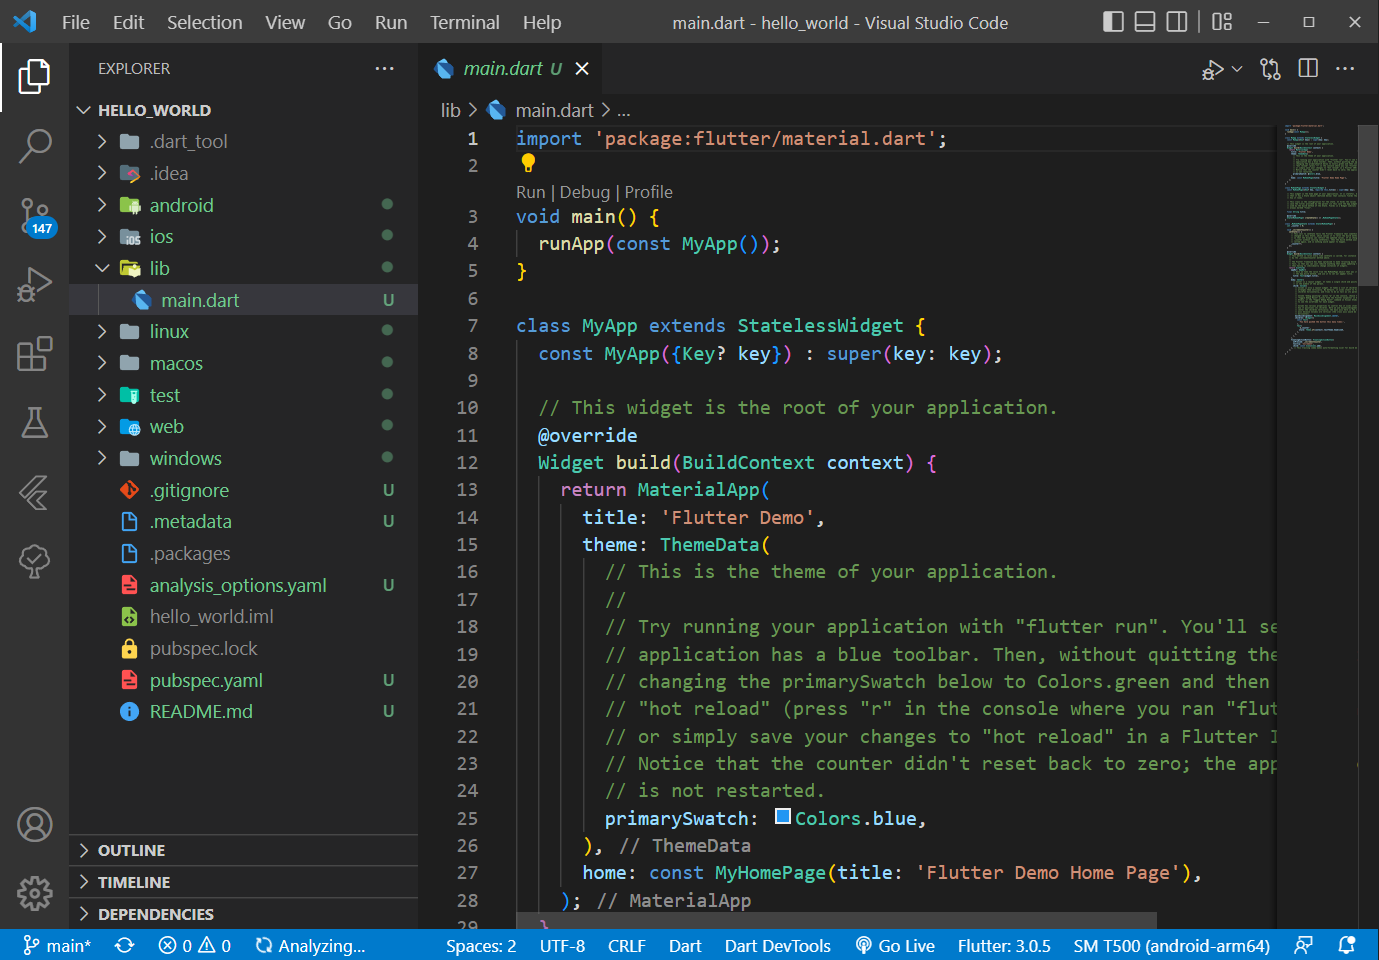 File Edit Selection View Go Run Terminal Help main.dart - hello_world - Visual Studio Code
EXPLORER
main.dart U
HELLO_WORLD
lib > main.dart > ...
.dart_tool
.idea
android
ios
lib
main.dart U
linux
macos
test
web
windows
.gitignore U
.metadata U
.packages
analysis_options.yaml U
hello_world.iml
pubspec.lock
pubspec.yaml U
README.md U
147
OUTLINE
TIMELINE
DEPENDENCIES
1 import 'package:flutter/material.dart';
2
Run | Debug | Profile
3 void main() {
4 runApp(const MyApp());
5 }
6
7 class MyApp extends StatelessWidget {
8 const MyApp({Key? key}) : super(key: key);
9
10 // This widget is the root of your application.
11 @override
12 Widget build(BuildContext context) {
13 return MaterialApp(
14 title: 'Flutter Demo',
15 theme: ThemeData(
16 // This is the theme of your application.
17 //
18 // Try running your application with "flutter run". You'll se
19 // application has a blue toolbar. Then, without quitting the
20 // changing the primarySwatch below to Colors.green and then
21 // "hot reload" (press "r" in the console where you ran "flut
22 // or simply save your changes to "hot reload" in a Flutter I
23 // Notice that the counter didn't reset back to zero; the app
24 // is not restarted.
25 primarySwatch: Colors.blue,
26 ), // ThemeData
27 home: const MyHomePage(title: 'Flutter Demo Home Page'),
28 ); // MaterialApp
29 }
main* 0 0 Analyzing... Spaces: 2 UTF-8 CRLF Dart Dart DevTools Go Live Flutter: 3.0.5 SM T500 (android-arm64)